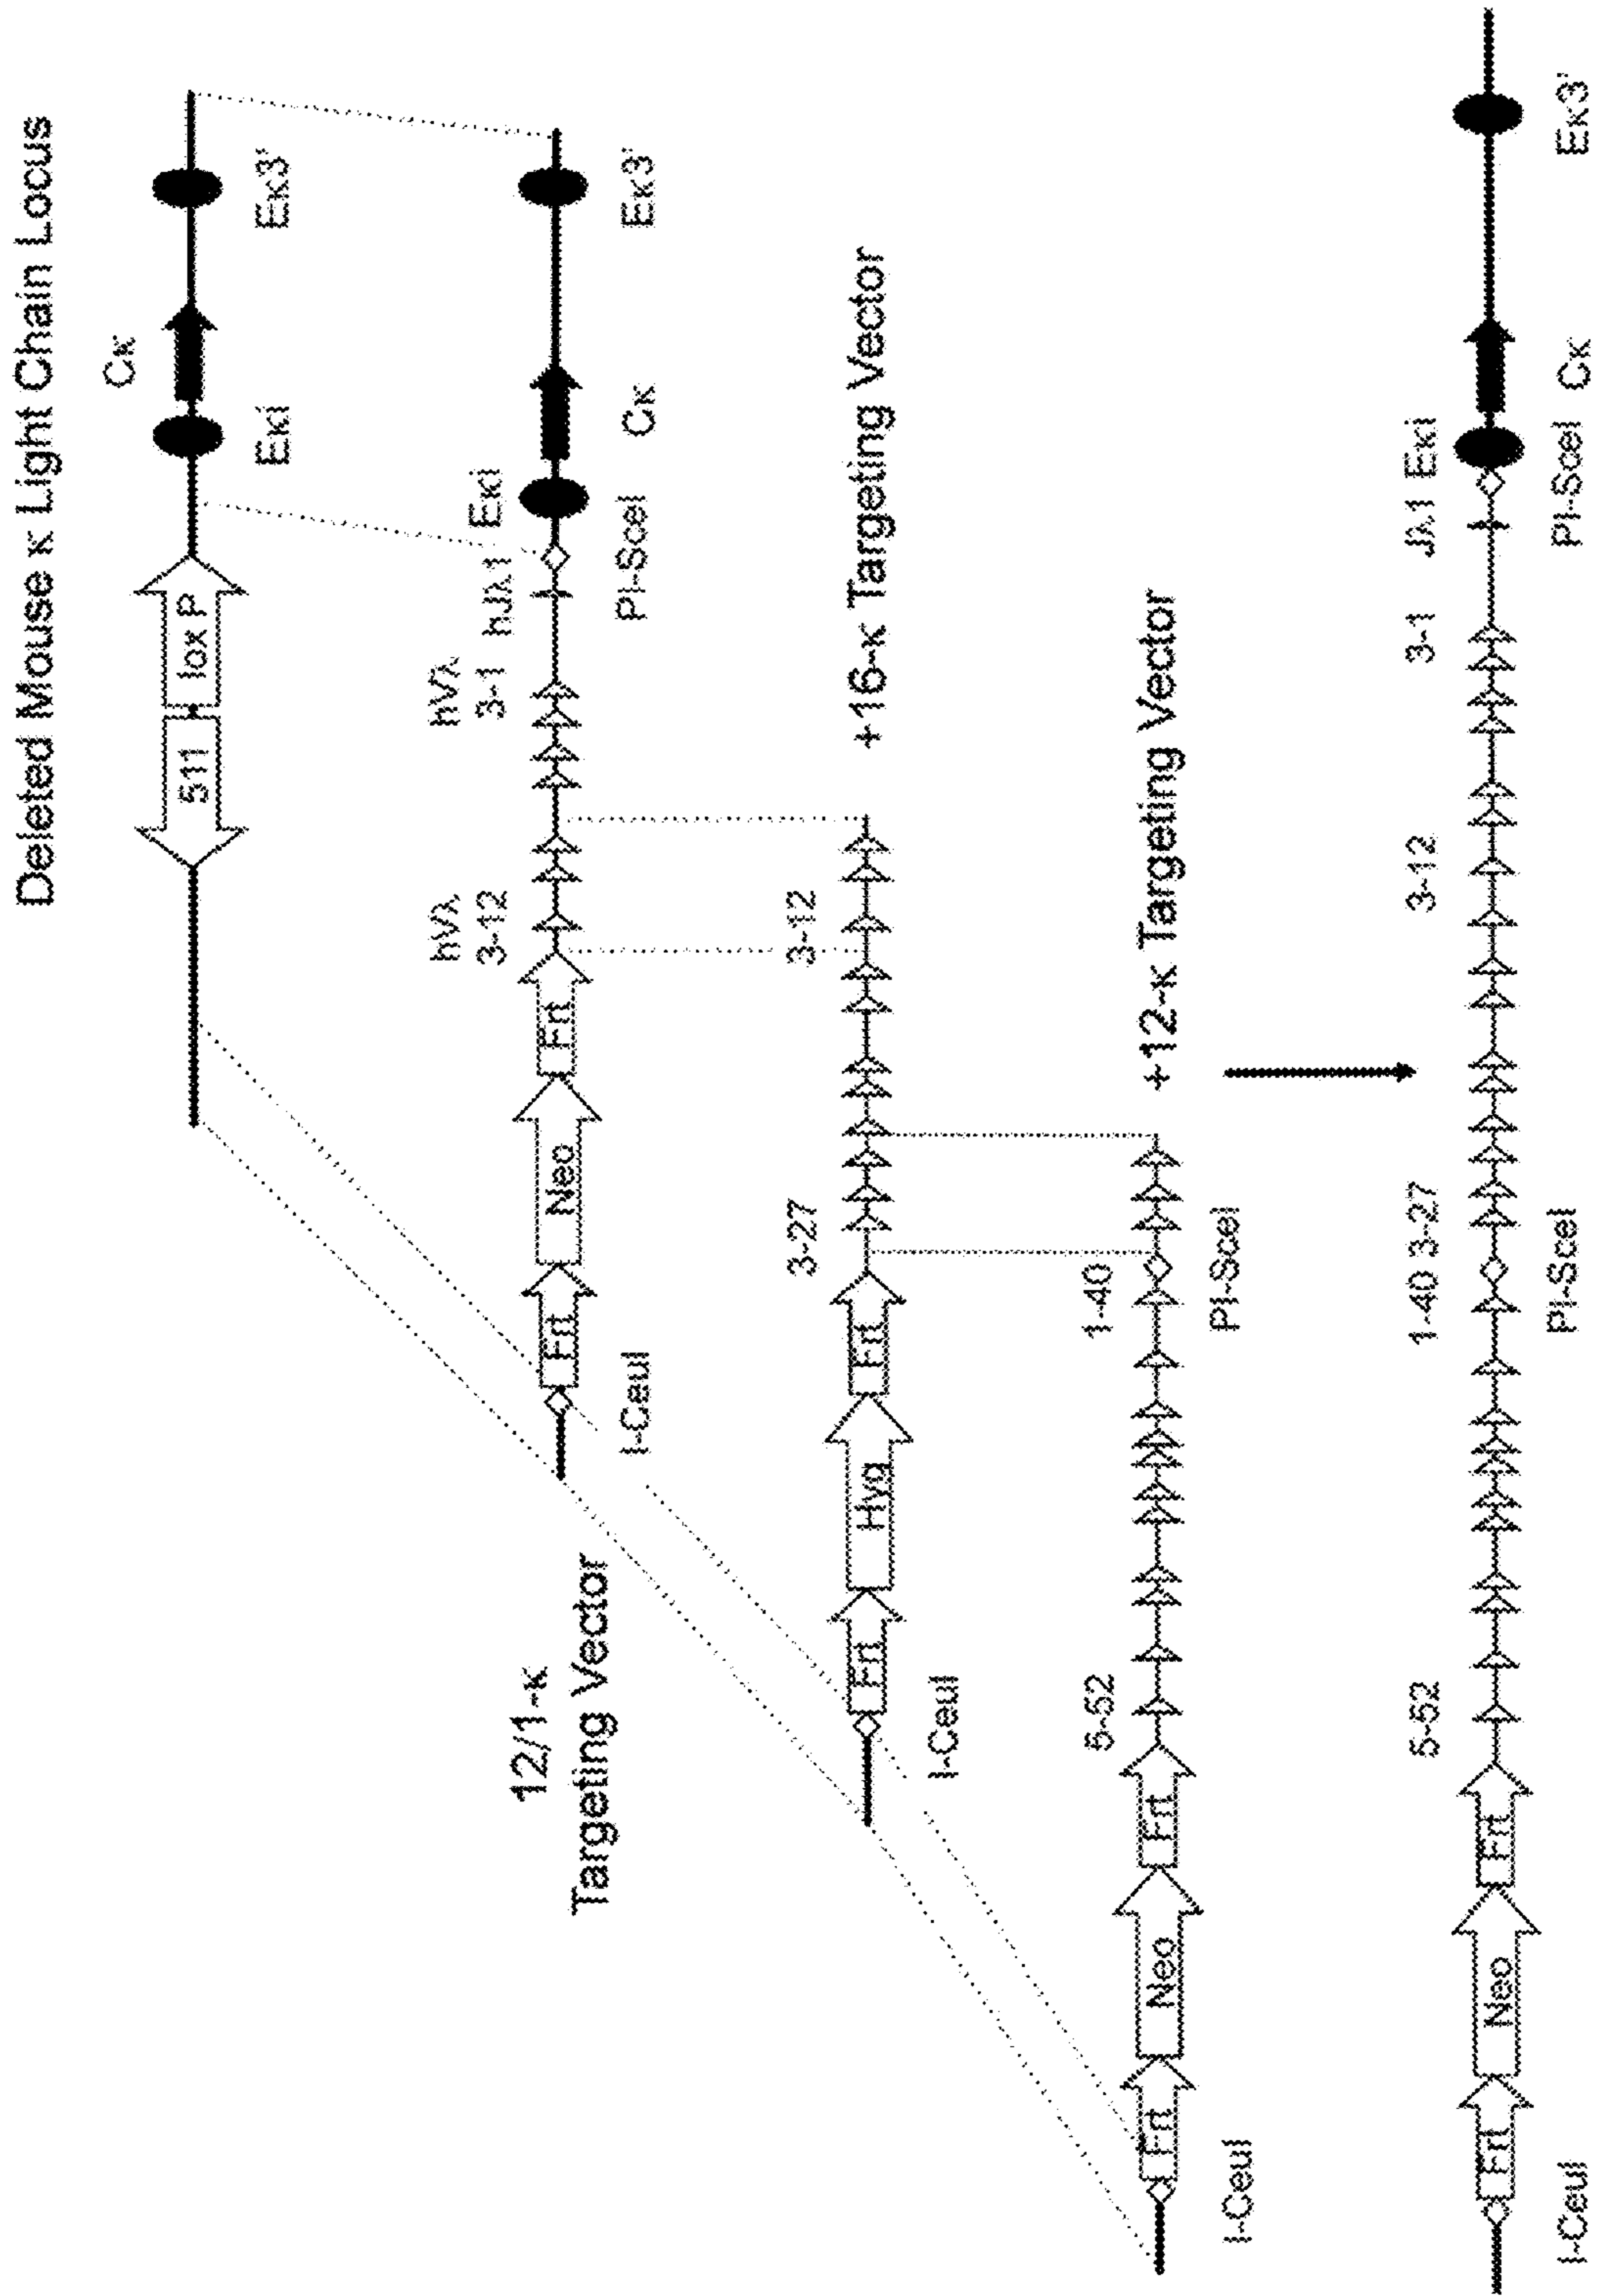 Deleted Mouse κ Light Chain Locus
511
lox P
Eκi
Cκ
Eκ3'
12/1-κ
Targeting Vector
I-CeuI
Frt
Neo
Frt
hVλ
3-12
hVλ
3-1
hJλ1
Eκi
PI-SceI
Cκ
Eκ3'
+16-κ Targeting Vector
I-CeuI
Frt
Hyg
Frt
3-27
3-12
+12-κ Targeting Vector
I-CeuI
Frt
Neo
Frt
5-52
1-40
PI-SceI
I-CeuI
Frt
Neo
Frt
5-52
1-40 3-27
PI-SceI
3-12
3-1
Jλ1 Eκi
PI-SceI Cκ
Eκ3'